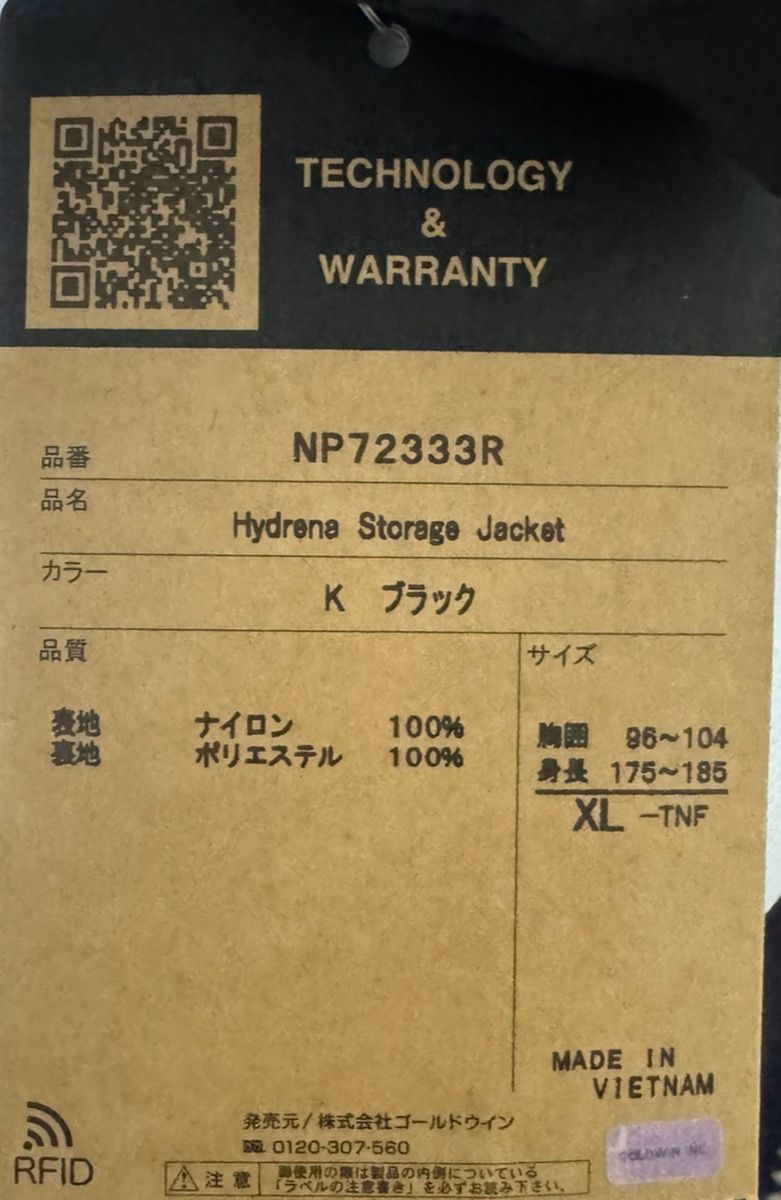 TECHNOLOGY
&
WARRANTY
品番 NP72333R
品名
Hydrena Storage Jacket
カラー
K ブラック
品質
サイズ
表地 ナイロン 100%
裏地 ポリエステル 100%
胸囲 96~104
身長 175~185
XL -TNF
MADE IN
VIETNAM
発売元/株式会社ゴールドウイン
0120-307-560
RFID
注意
御使用の際は製品の内側についている
「ラベルの注意書き」を必ずお読み下さい。
GOLDWIN INC.